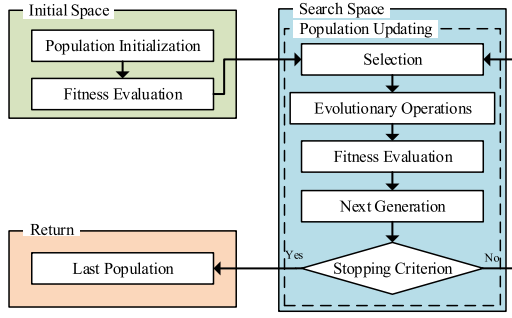 Initial Space
Population Initialization
Fitness Evaluation
Search Space
Population Updating
Selection
Evolutionary Operations
Fitness Evaluation
Next Generation
Stopping Criterion
Yes
No
Return
Last Population